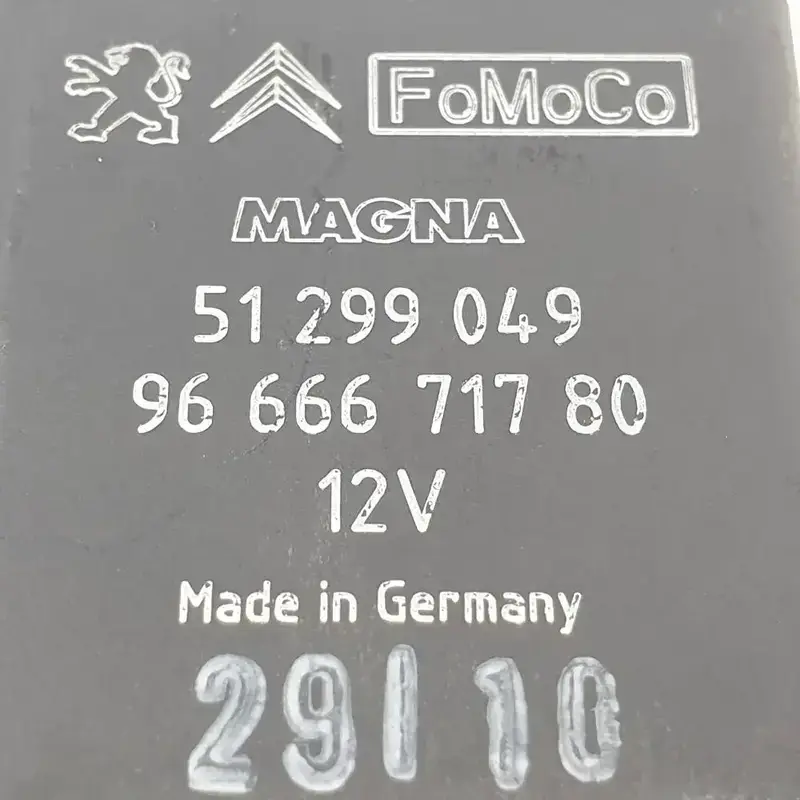 FoMoCo
MAGNA
51 299 049
96 666 717 80
12V
Made in Germany
29/10